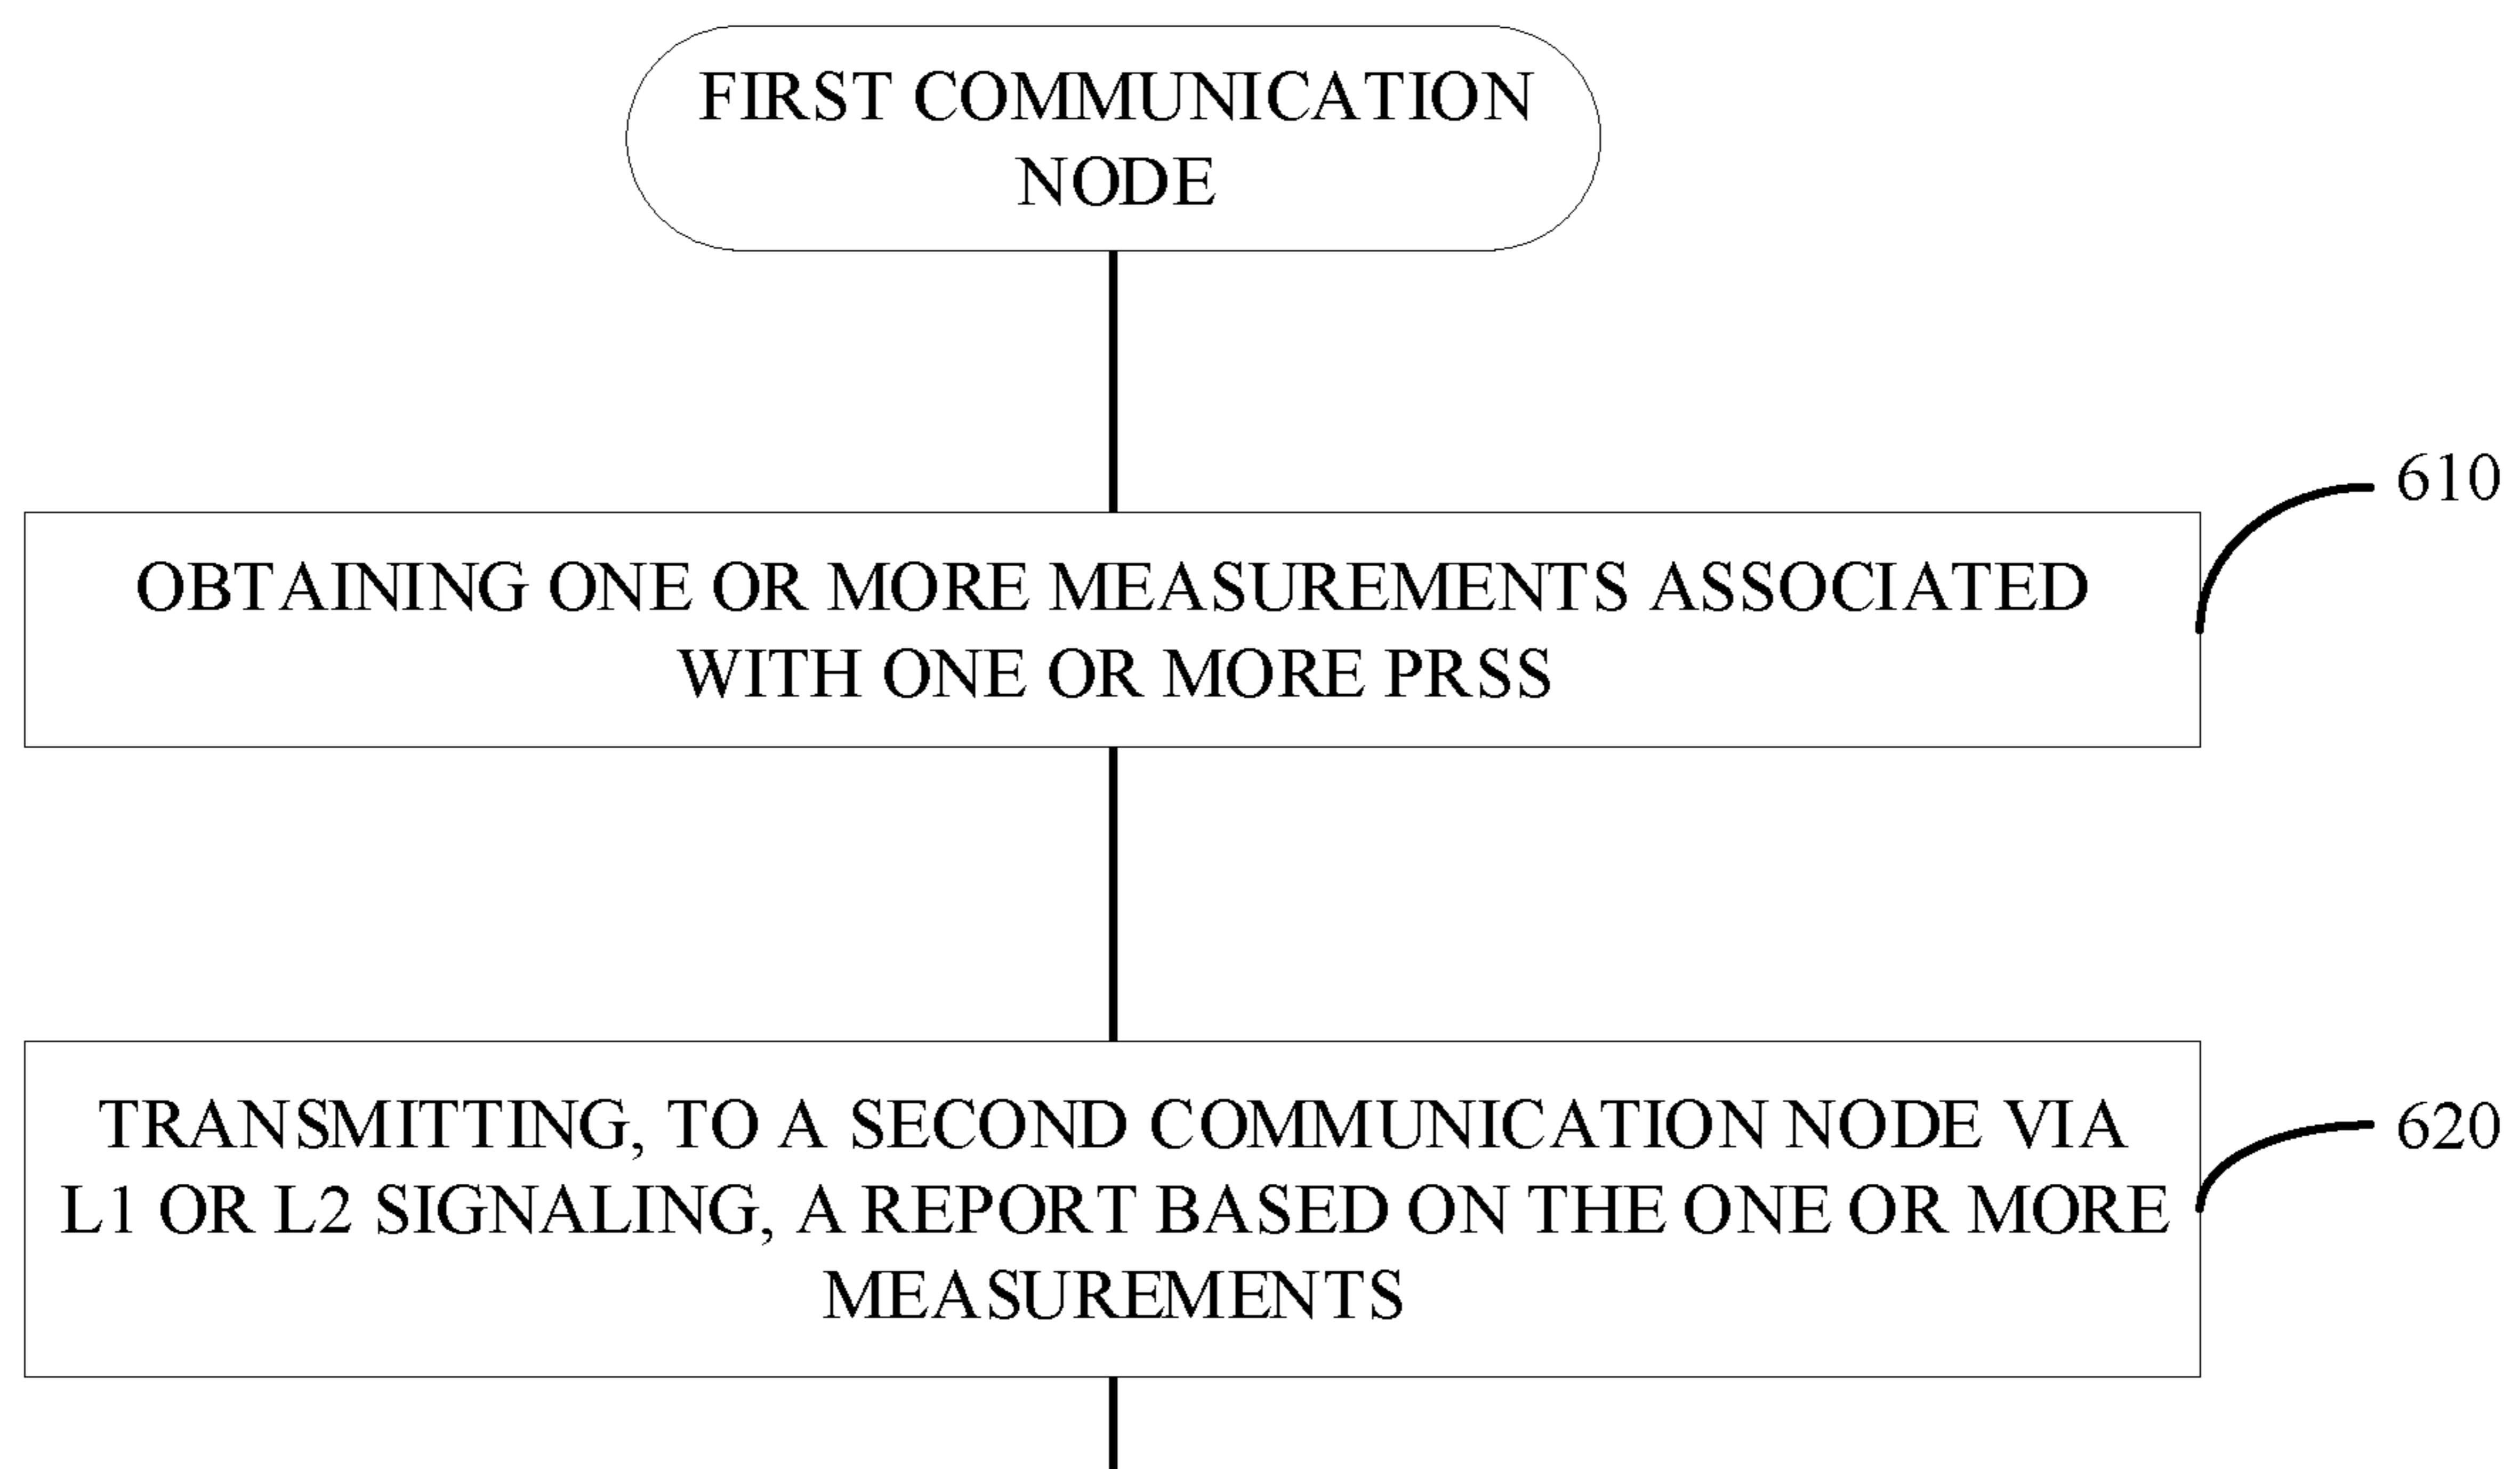 FIRST COMMUNICATION
NODE
610
OBTAINING ONE OR MORE MEASUREMENTS ASSOCIATED
WITH ONE OR MORE PRSS
620
TRANSMITTING, TO A SECOND COMMUNICATION NODE VIA
L1 OR L2 SIGNALING, A REPORT BASED ON THE ONE OR MORE
MEASUREMENTS